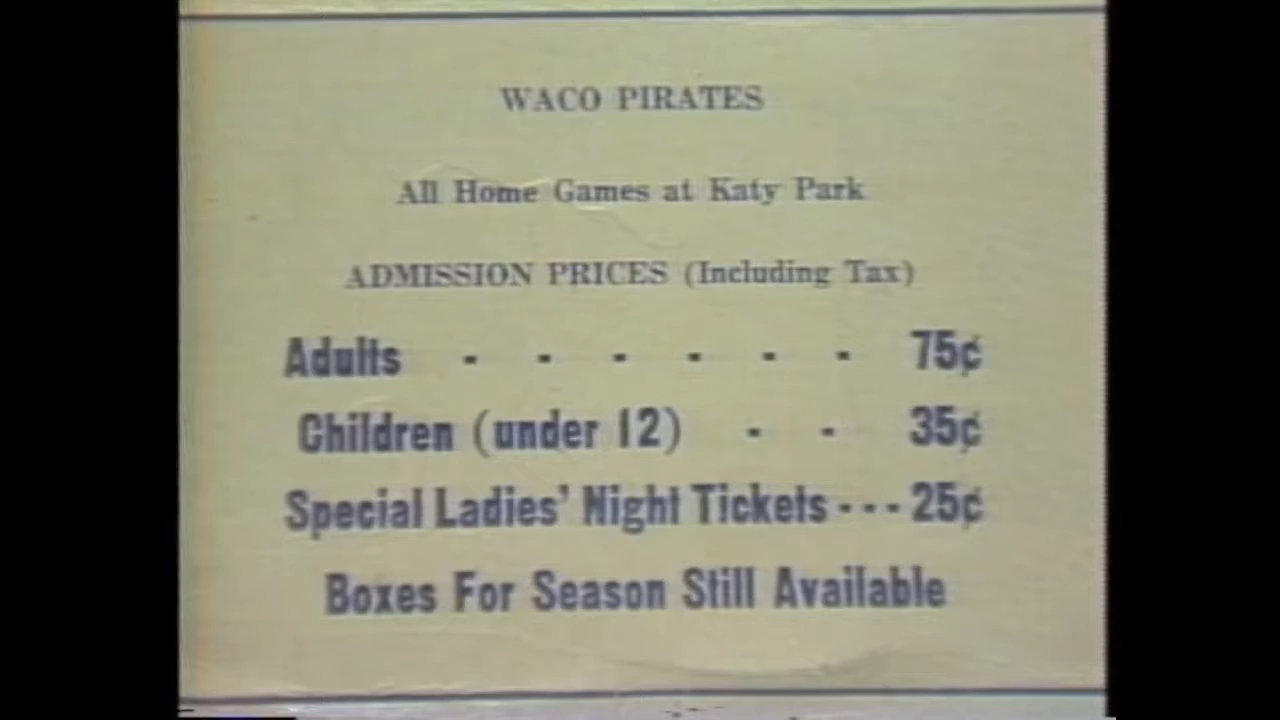 WACO PIRATES
All Home Games at Katy Park
ADMISSION PRICES (Including Tax)
Adults - - - - - - 75¢
Children (under 12) - - 35¢
Special Ladies' Night Tickets - - - 25¢
Boxes For Season Still Available